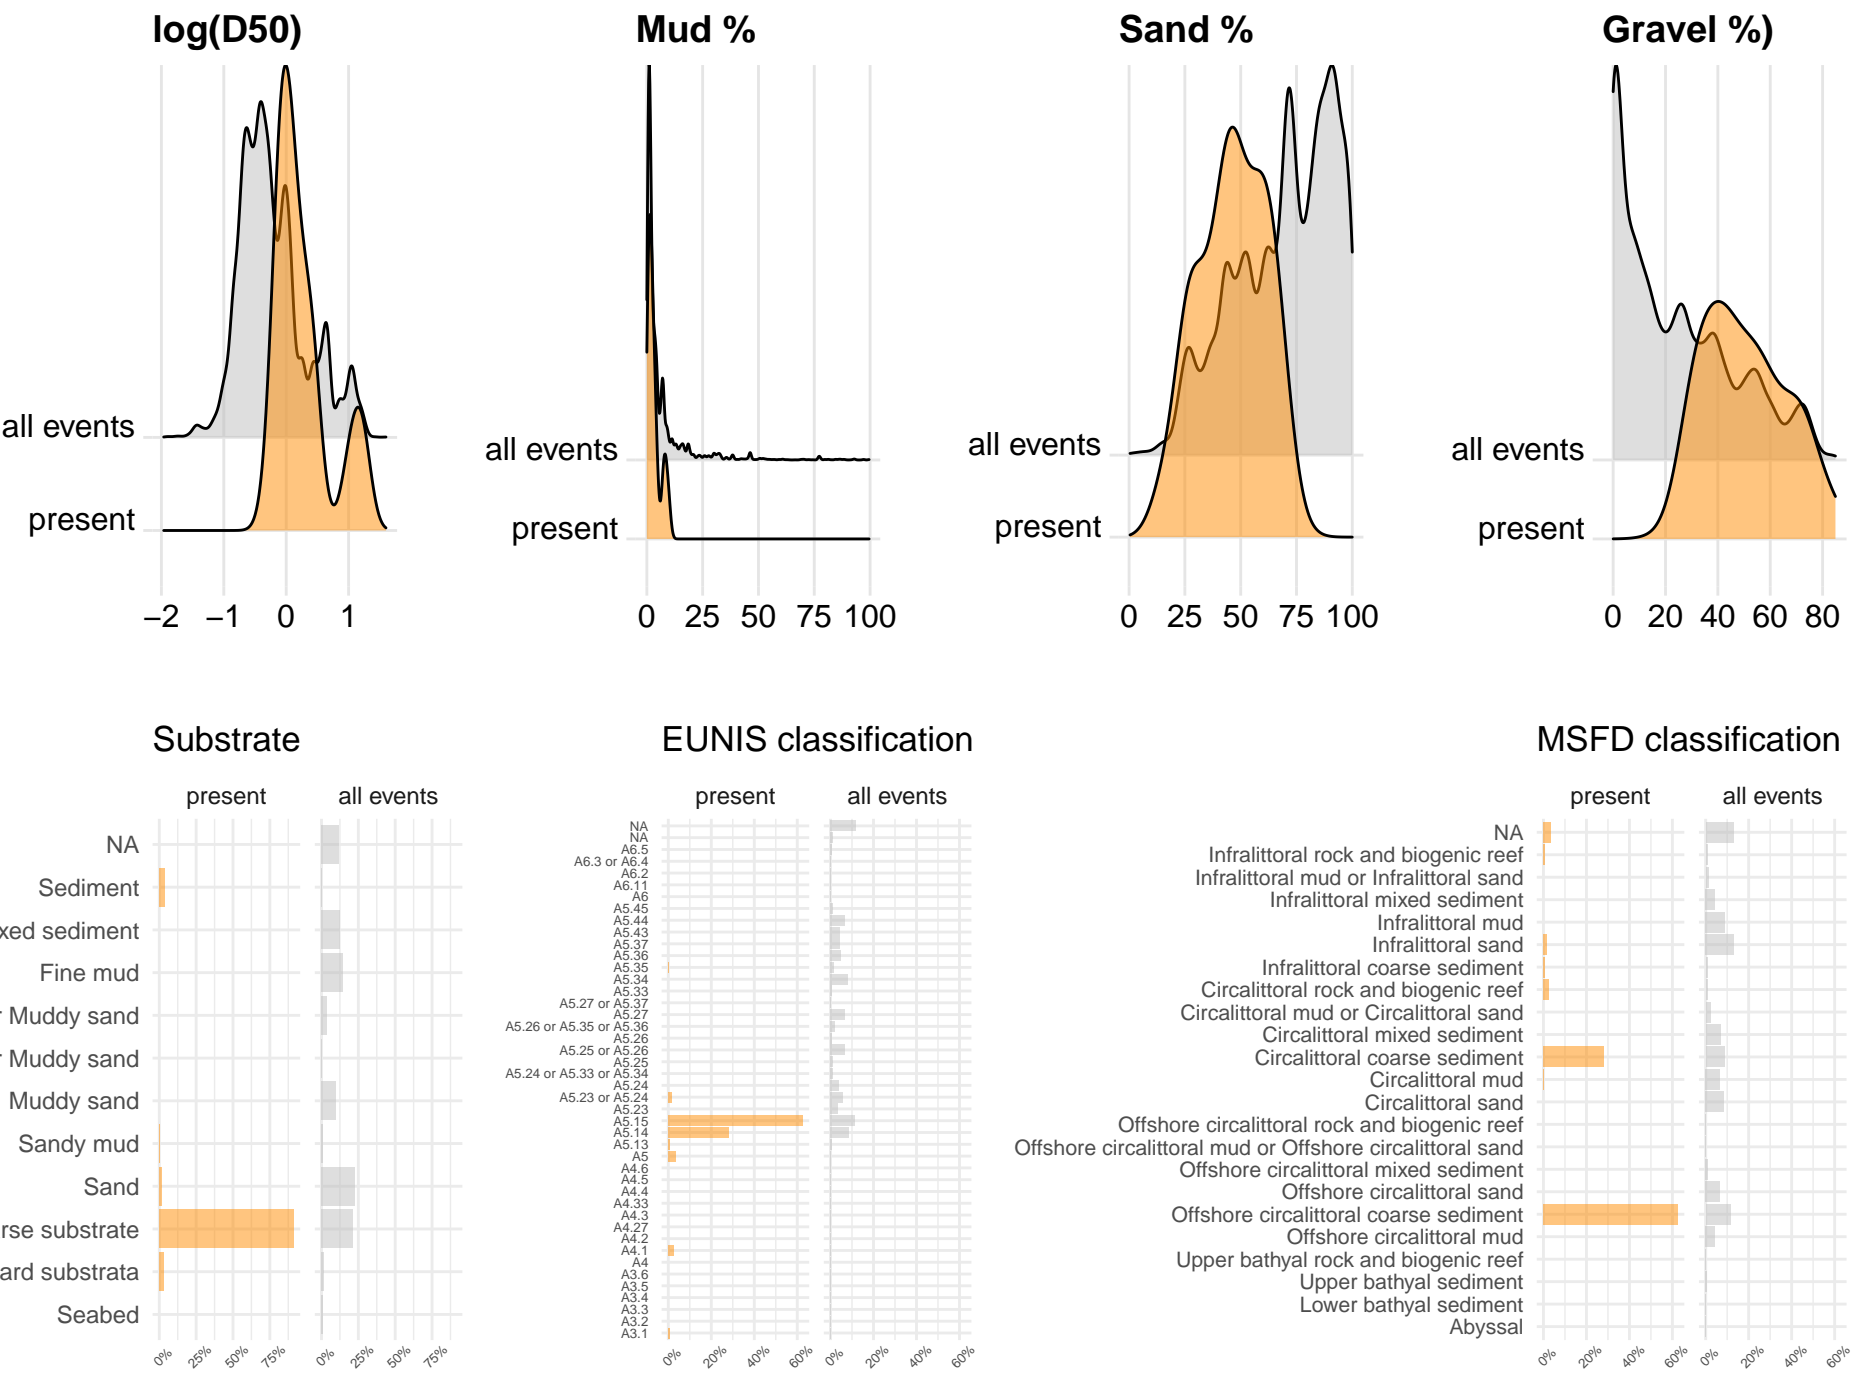 log(D50)
Mud %
Sand %
Gravel %)
all events
present
−2 −1 0 1
all events
present
0 25 50 75 100
all events
present
0 25 50 75 100
all events
present
0 20 40 60 80
Substrate
present all events
NA
Sediment
xed sediment
Fine mud
r Muddy sand
r Muddy sand
Muddy sand
Sandy mud
Sand
rse substrate
ard substrata
Seabed
0% 25% 50% 75% 0% 25% 50% 75%
EUNIS classification
present all events
NA
NA
A6.5
A6.3 or A6.4
A6.2
A6.11
A6
A5.45
A5.44
A5.43
A5.37
A5.36
A5.35
A5.34
A5.33
A5.27 or A5.37
A5.27
A5.26 or A5.35 or A5.36
A5.26
A5.25 or A5.26
A5.25
A5.24 or A5.33 or A5.34
A5.24
A5.23 or A5.24
A5.23
A5.15
A5.14
A5.13
A5
A4.6
A4.5
A4.4
A4.33
A4.3
A4.27
A4.2
A4.1
A4
A3.6
A3.5
A3.4
A3.3
A3.2
A3.1
0% 20% 40% 60% 0% 20% 40% 60%
MSFD classification
present all events
NA
Infralittoral rock and biogenic reef
Infralittoral mud or Infralittoral sand
Infralittoral mixed sediment
Infralittoral mud
Infralittoral sand
Infralittoral coarse sediment
Circalittoral rock and biogenic reef
Circalittoral mud or Circalittoral sand
Circalittoral mixed sediment
Circalittoral coarse sediment
Circalittoral mud
Circalittoral sand
Offshore circalittoral rock and biogenic reef
Offshore circalittoral mud or Offshore circalittoral sand
Offshore circalittoral mixed sediment
Offshore circalittoral sand
Offshore circalittoral coarse sediment
Offshore circalittoral mud
Upper bathyal rock and biogenic reef
Upper bathyal sediment
Lower bathyal sediment
Abyssal
0% 20% 40% 60% 0% 20% 40% 60%